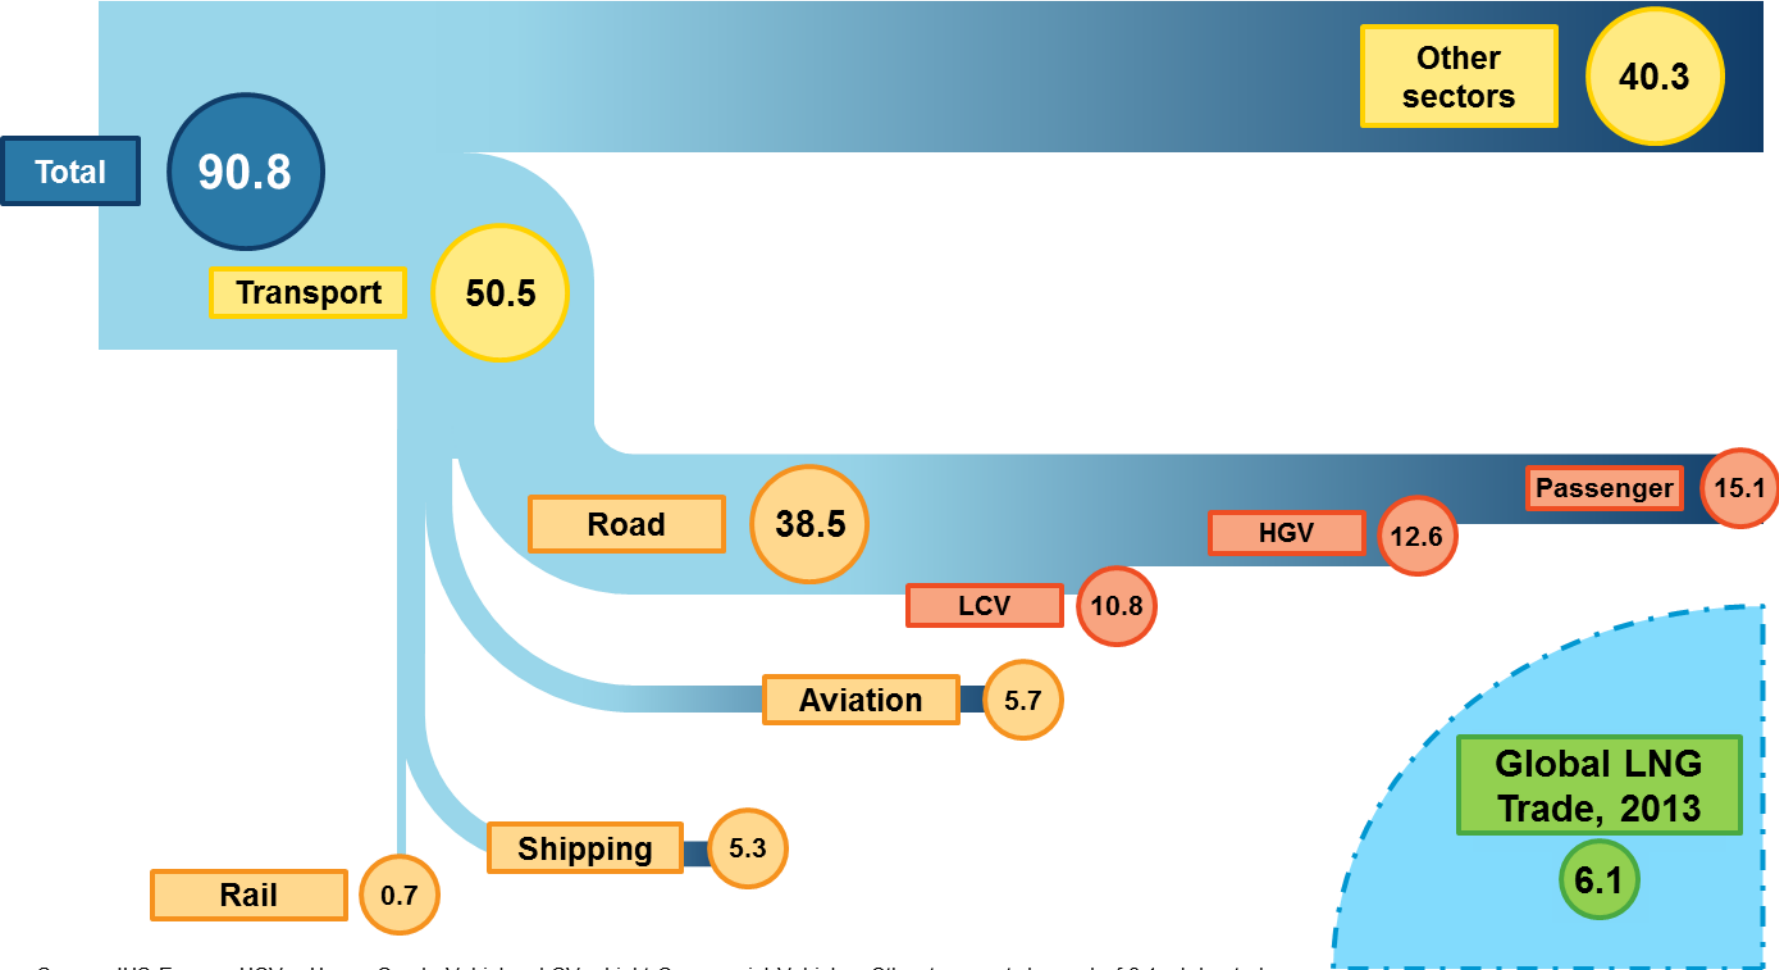 Other
sectors
40.3
Total
90.8
Transport
50.5
Passenger
15.1
Road
38.5
HGV
12.6
LCV
10.8
Aviation
5.7
Global LNG
Trade, 2013
6.1
Shipping
5.3
Rail
0.7